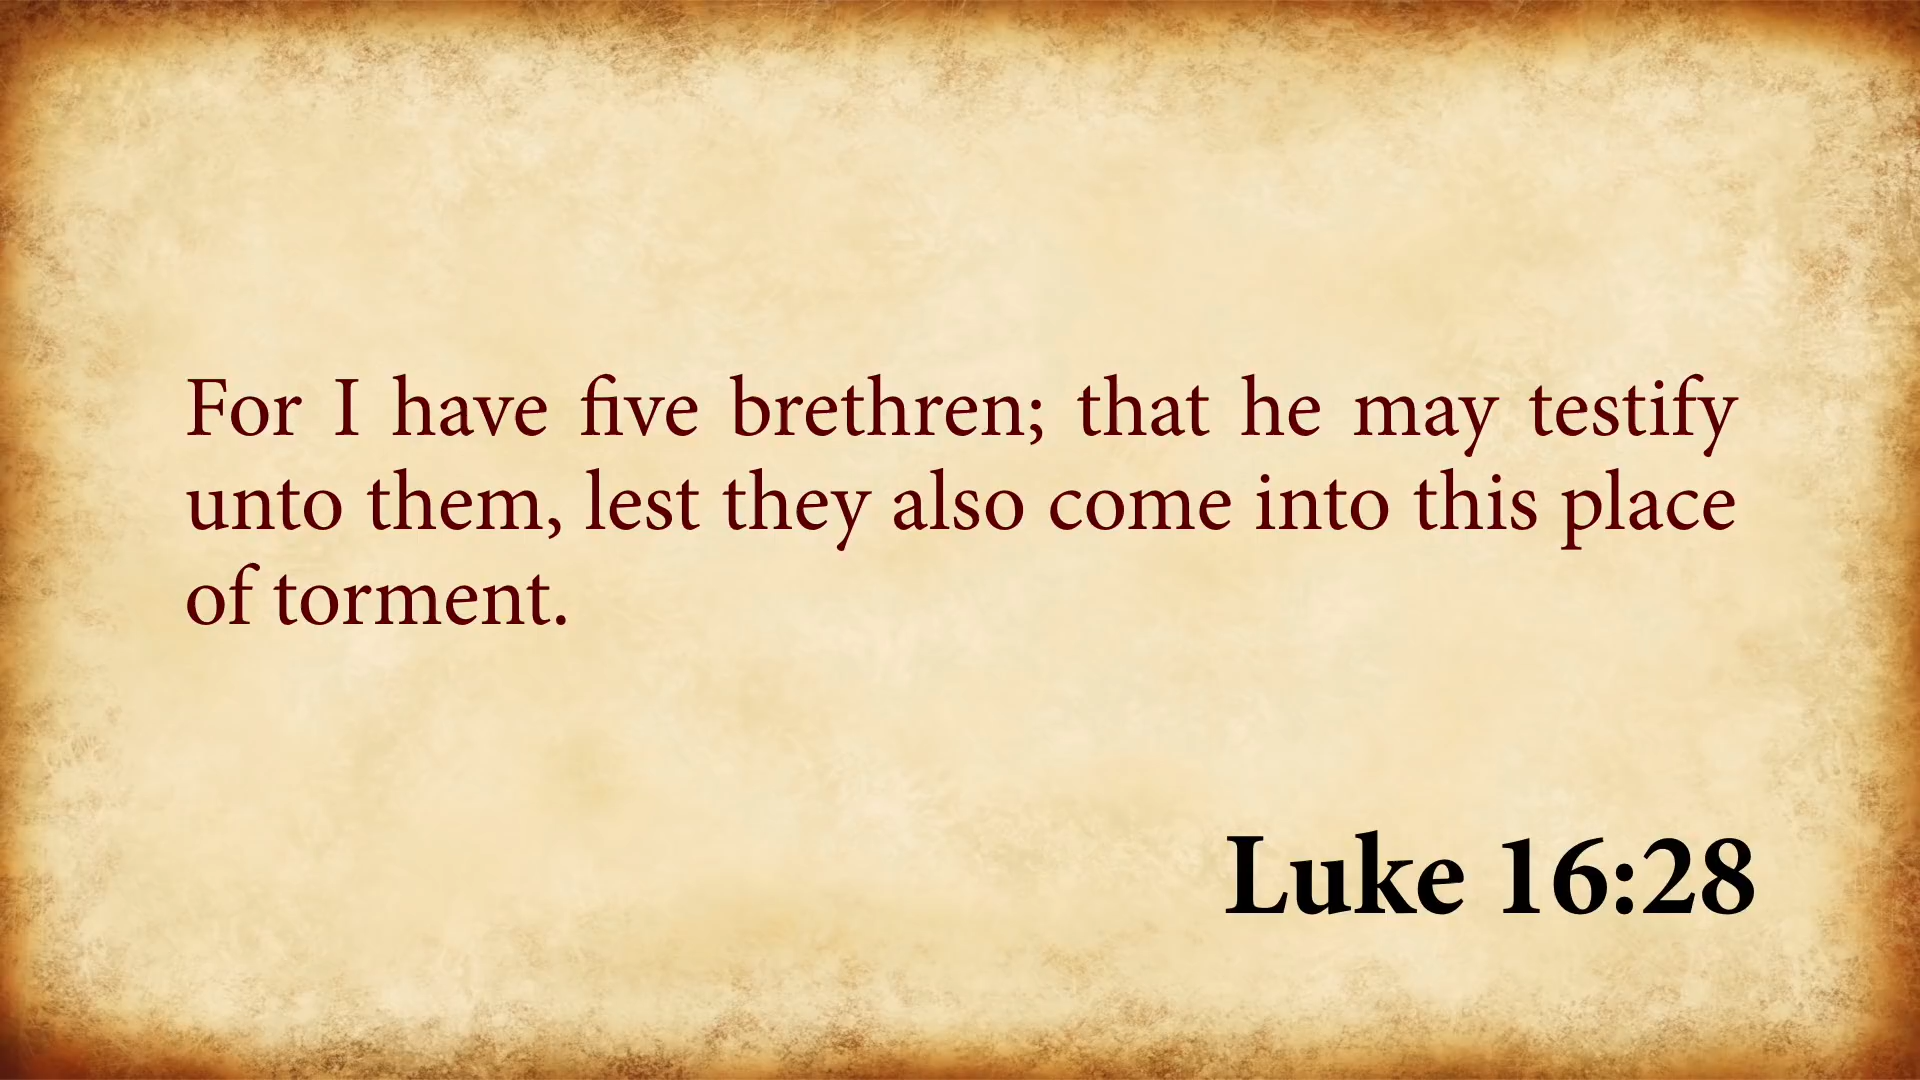 For I have five brethren; that he may testify
unto them, lest they also come into this place
of torment.
Luke 16:28